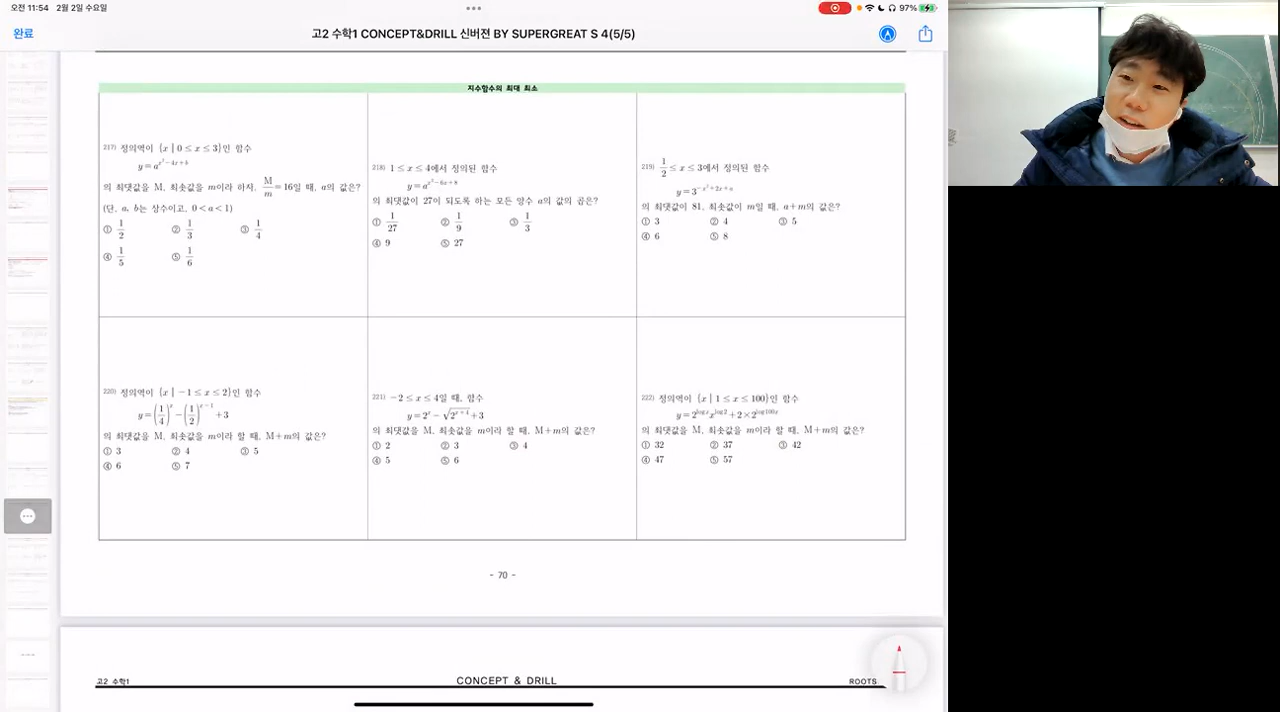 오전 11:54 2월 2일 수요일
97%
완료
고2 수학1 CONCEPT&DRILL 신버젼 BY SUPERGREAT S 4(5/5)
지수함수의 최대 최소
217) 정의역이 {x | 0 ≤ x ≤ 3}인 함수
y=a^{x²-4x+b}
의 최댓값을 M, 최솟값을 m이라 하자. M/m=16일 때, a의 값은?
(단, a, b는 상수이고, 0<a<1)
① 1/2 ② 1/3 ③ 1/4
④ 1/5 ⑤ 1/6
218) 1 ≤ x ≤ 4에서 정의된 함수
y=a^{x²-6x+8}
의 최댓값이 27이 되도록 하는 모든 양수 a의 값의 곱은?
① 1/27 ② 1/9 ③ 1/3
④ 9 ⑤ 27
219) 1/2 ≤ x ≤ 3에서 정의된 함수
y=3^{-x²+2x+a}
의 최댓값이 81, 최솟값이 m일 때, a+m의 값은?
① 3 ② 4 ③ 5
④ 6 ⑤ 8
220) 정의역이 {x | -1 ≤ x ≤ 2}인 함수
y=(1/4)^x-(1/2)^{x-1}+3
의 최댓값을 M, 최솟값을 m이라 할 때, M+m의 값은?
① 3 ② 4 ③ 5
④ 6 ⑤ 7
221) -2 ≤ x ≤ 4일 때, 함수
y=2^x-√(2^{x+4})+3
의 최댓값을 M, 최솟값을 m이라 할 때, M+m의 값은?
① 2 ② 3 ③ 4
④ 5 ⑤ 6
222) 정의역이 {x | 1 ≤ x ≤ 100}인 함수
y=2^{log x}x^{log 2}+2×2^{log 100x}
의 최댓값을 M, 최솟값을 m이라 할 때, M+m의 값은?
① 32 ② 37 ③ 42
④ 47 ⑤ 57
- 70 -
고2 수학1 CONCEPT & DRILL ROOTS